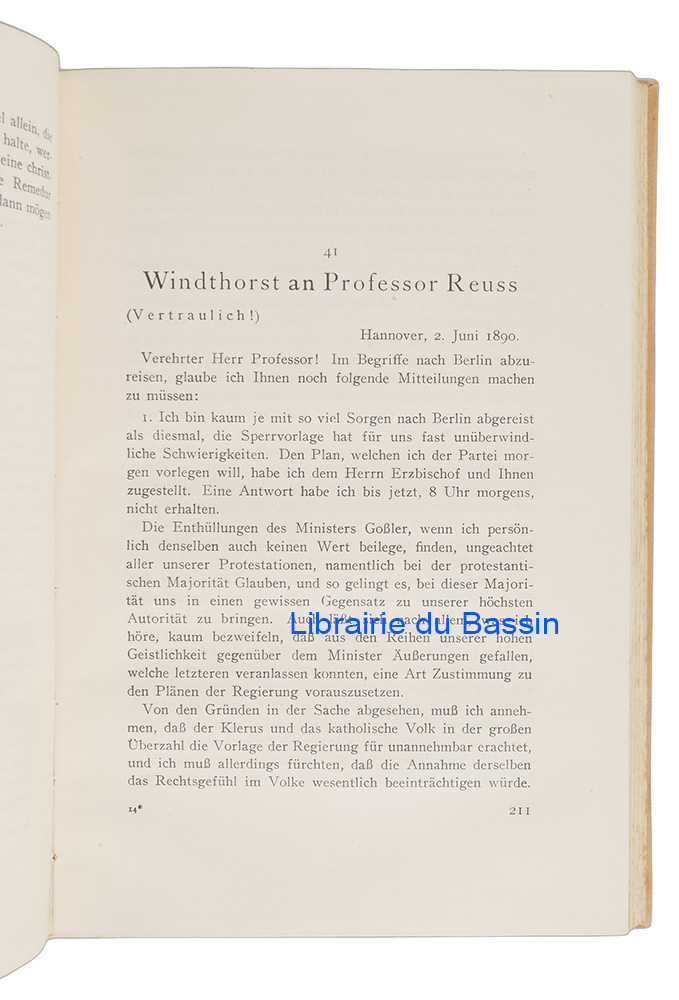 l allein, die
halte, wer-
eine christ-
e Remedur
dann mögen
41
Windthorst an Professor Reuss
(Vertraulich!)
Hannover, 2. Juni 1890.
Verehrter Herr Professor! Im Begriffe nach Berlin abzu-
reisen, glaube ich Ihnen noch folgende Mitteilungen machen
zu müssen:
1. Ich bin kaum je mit so viel Sorgen nach Berlin abgereist
als diesmal, die Sperrvorlage hat für uns fast unüberwind-
liche Schwierigkeiten. Den Plan, welchen ich der Partei mor-
gen vorlegen will, habe ich dem Herrn Erzbischof und Ihnen
zugestellt. Eine Antwort habe ich bis jetzt, 8 Uhr morgens,
nicht erhalten.
Die Enthüllungen des Ministers Goßler, wenn ich persön-
lich denselben auch keinen Wert beilege, finden, ungeachtet
aller unserer Protestationen, namentlich bei der protestanti-
schen Majorität Glauben, und so gelingt es, bei dieser Majori-
tät uns in einen gewissen Gegensatz zu unserer höchsten
Autorität zu bringen. Auch läßt sich nach allem, was ich
Librairie du Bassin
höre, kaum bezweifeln, daß aus den Reihen unserer hohen
Geistlichkeit gegenüber dem Minister Äußerungen gefallen,
welche letzteren veranlassen konnten, eine Art Zustimmung zu
den Plänen der Regierung vorauszusetzen.
Von den Gründen in der Sache abgesehen, muß ich anneh-
men, daß der Klerus und das katholische Volk in der großen
Überzahl die Vorlage der Regierung für unannehmbar erachtet,
und ich muß allerdings fürchten, daß die Annahme derselben
das Rechtsgefühl im Volke wesentlich beeinträchtigen würde.
14*
211